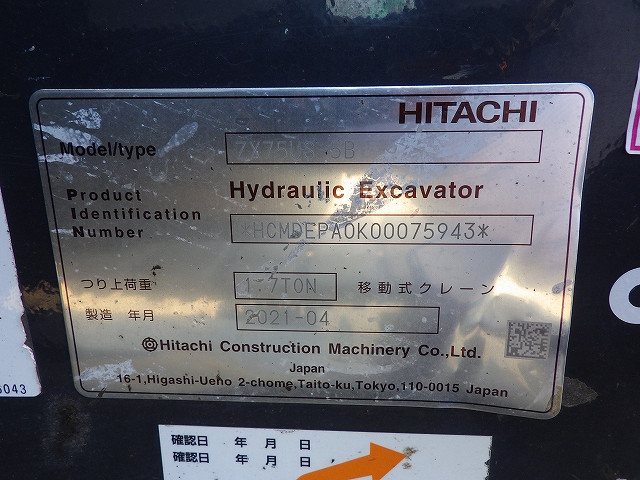 HITACHI
Model/type ZX75US-5B
Product Identification Number
Hydraulic Excavator
*HCMDEPA0K00075943*
つり上荷重 1.7TON 移動式クレーン
製造 年月 2021-04
Hitachi Construction Machinery Co.,Ltd.
Japan
16-1,Higashi-Ueno 2-chome,Taito-ku,Tokyo,110-0015 Japan
6043
確認日 年 月 日
確認日 年 月 日